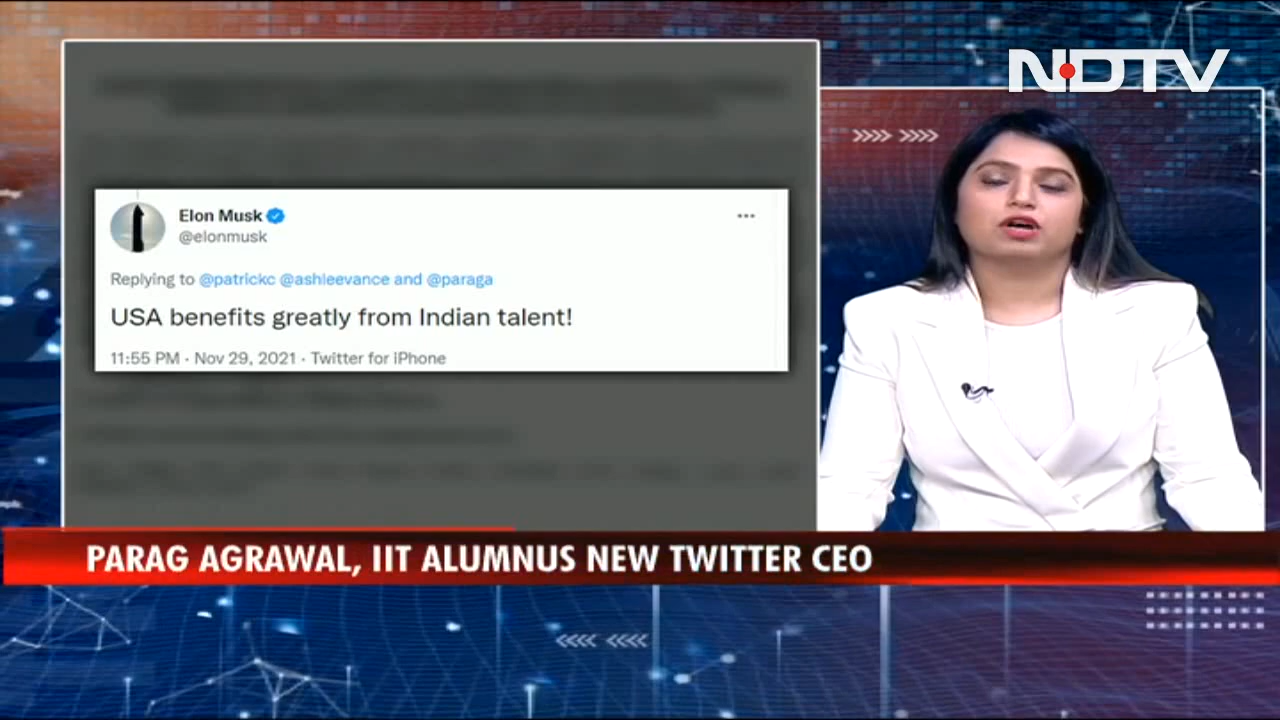 NDTV
Elon Musk
@elonmusk
Replying to @patrickc @ashleevance and @paraga
USA benefits greatly from Indian talent!
11:55 PM · Nov 29, 2021 · Twitter for iPhone
PARAG AGRAWAL, IIT ALUMNUS NEW TWITTER CEO